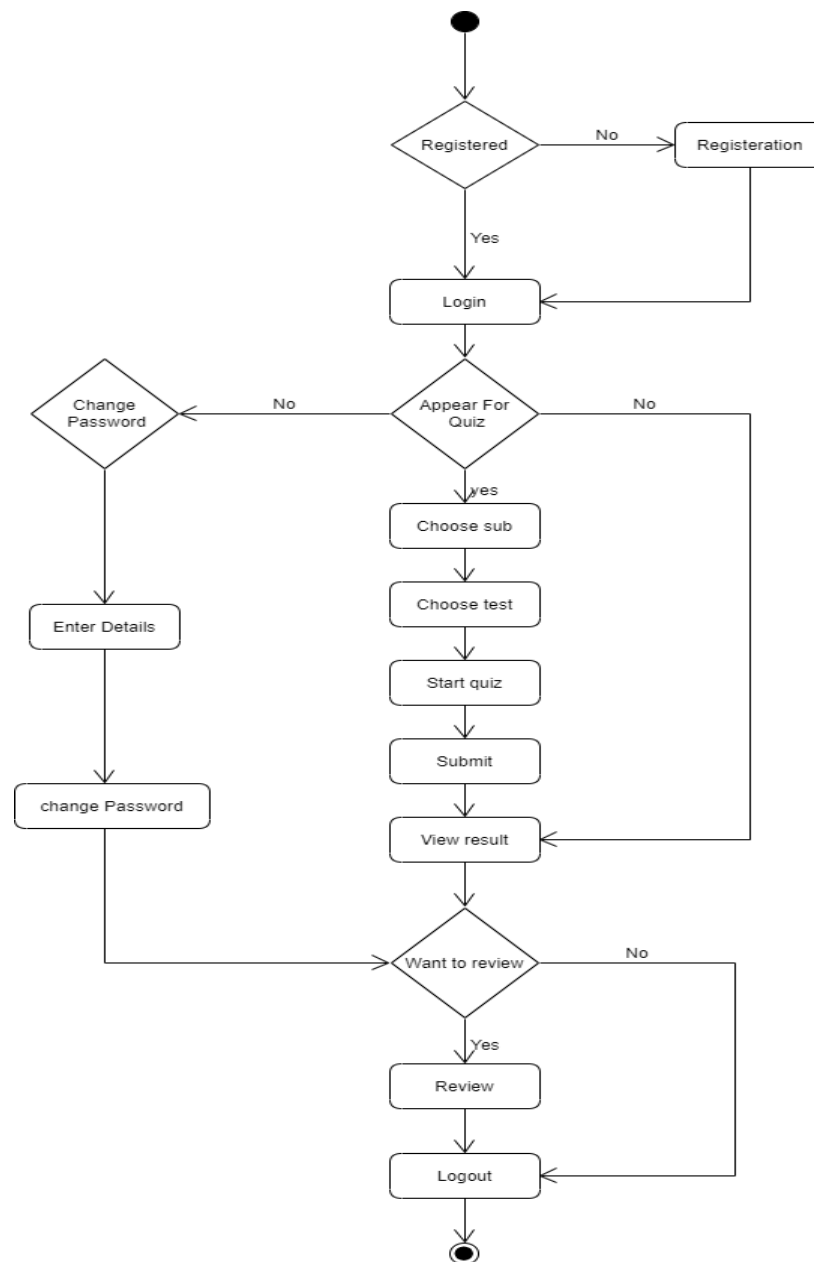 Registered
No
Registeration
Yes
Login
Change
Password
No
Appear For
Quiz
No
yes
Choose sub
Choose test
Enter Details
Start quiz
Submit
change Password
View result
Want to review
No
Yes
Review
Logout